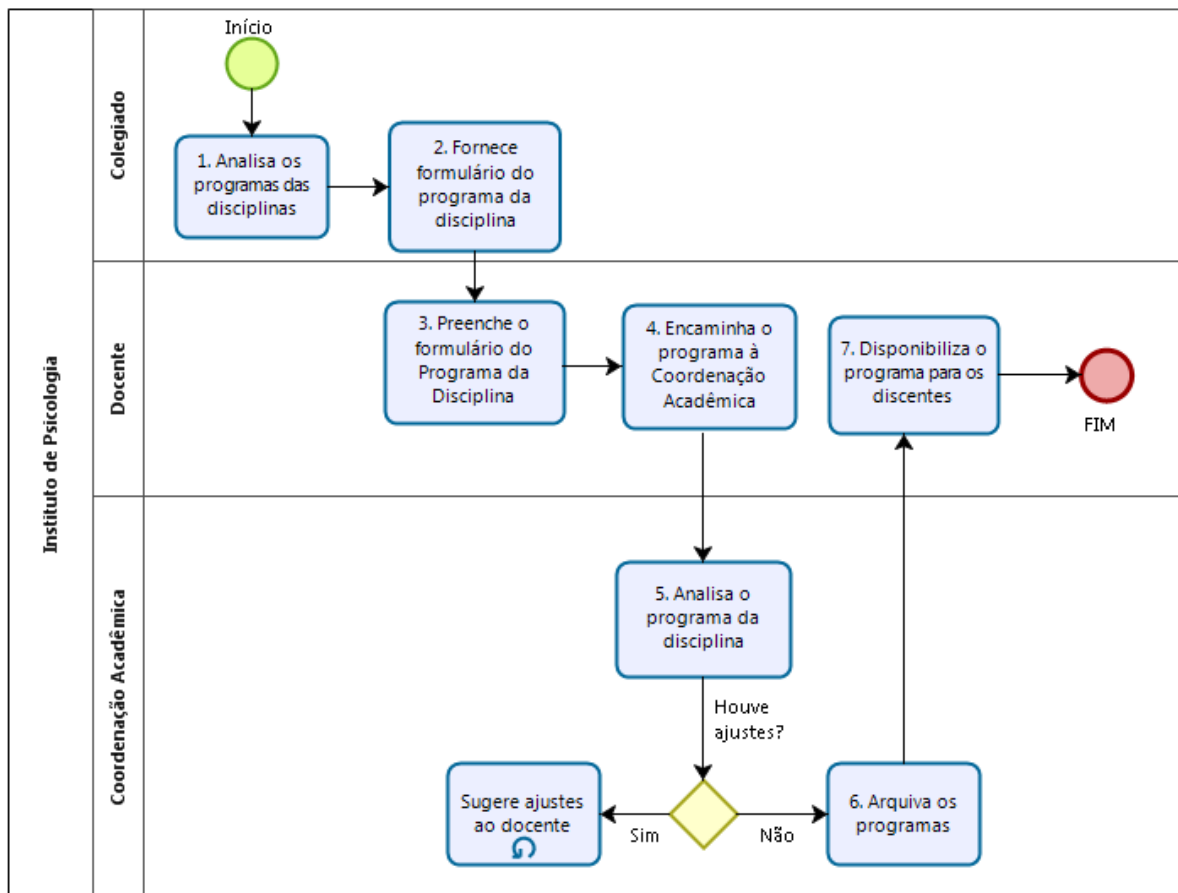 Instituto de Psicologia
Colegiado
Início
1. Analisa os
programas das
disciplinas
2. Fornece
formulário do
programa da
disciplina
Docente
3. Preenche o
formulário do
Programa da
Disciplina
4. Encaminha o
programa à
Coordenação
Acadêmica
7. Disponibiliza o
programa para os
discentes
FIM
Coordenação Acadêmica
5. Analisa o
programa da
disciplina
Houve
ajustes?
Sugere ajustes
ao docente
Sim
Não
6. Arquiva os
programas